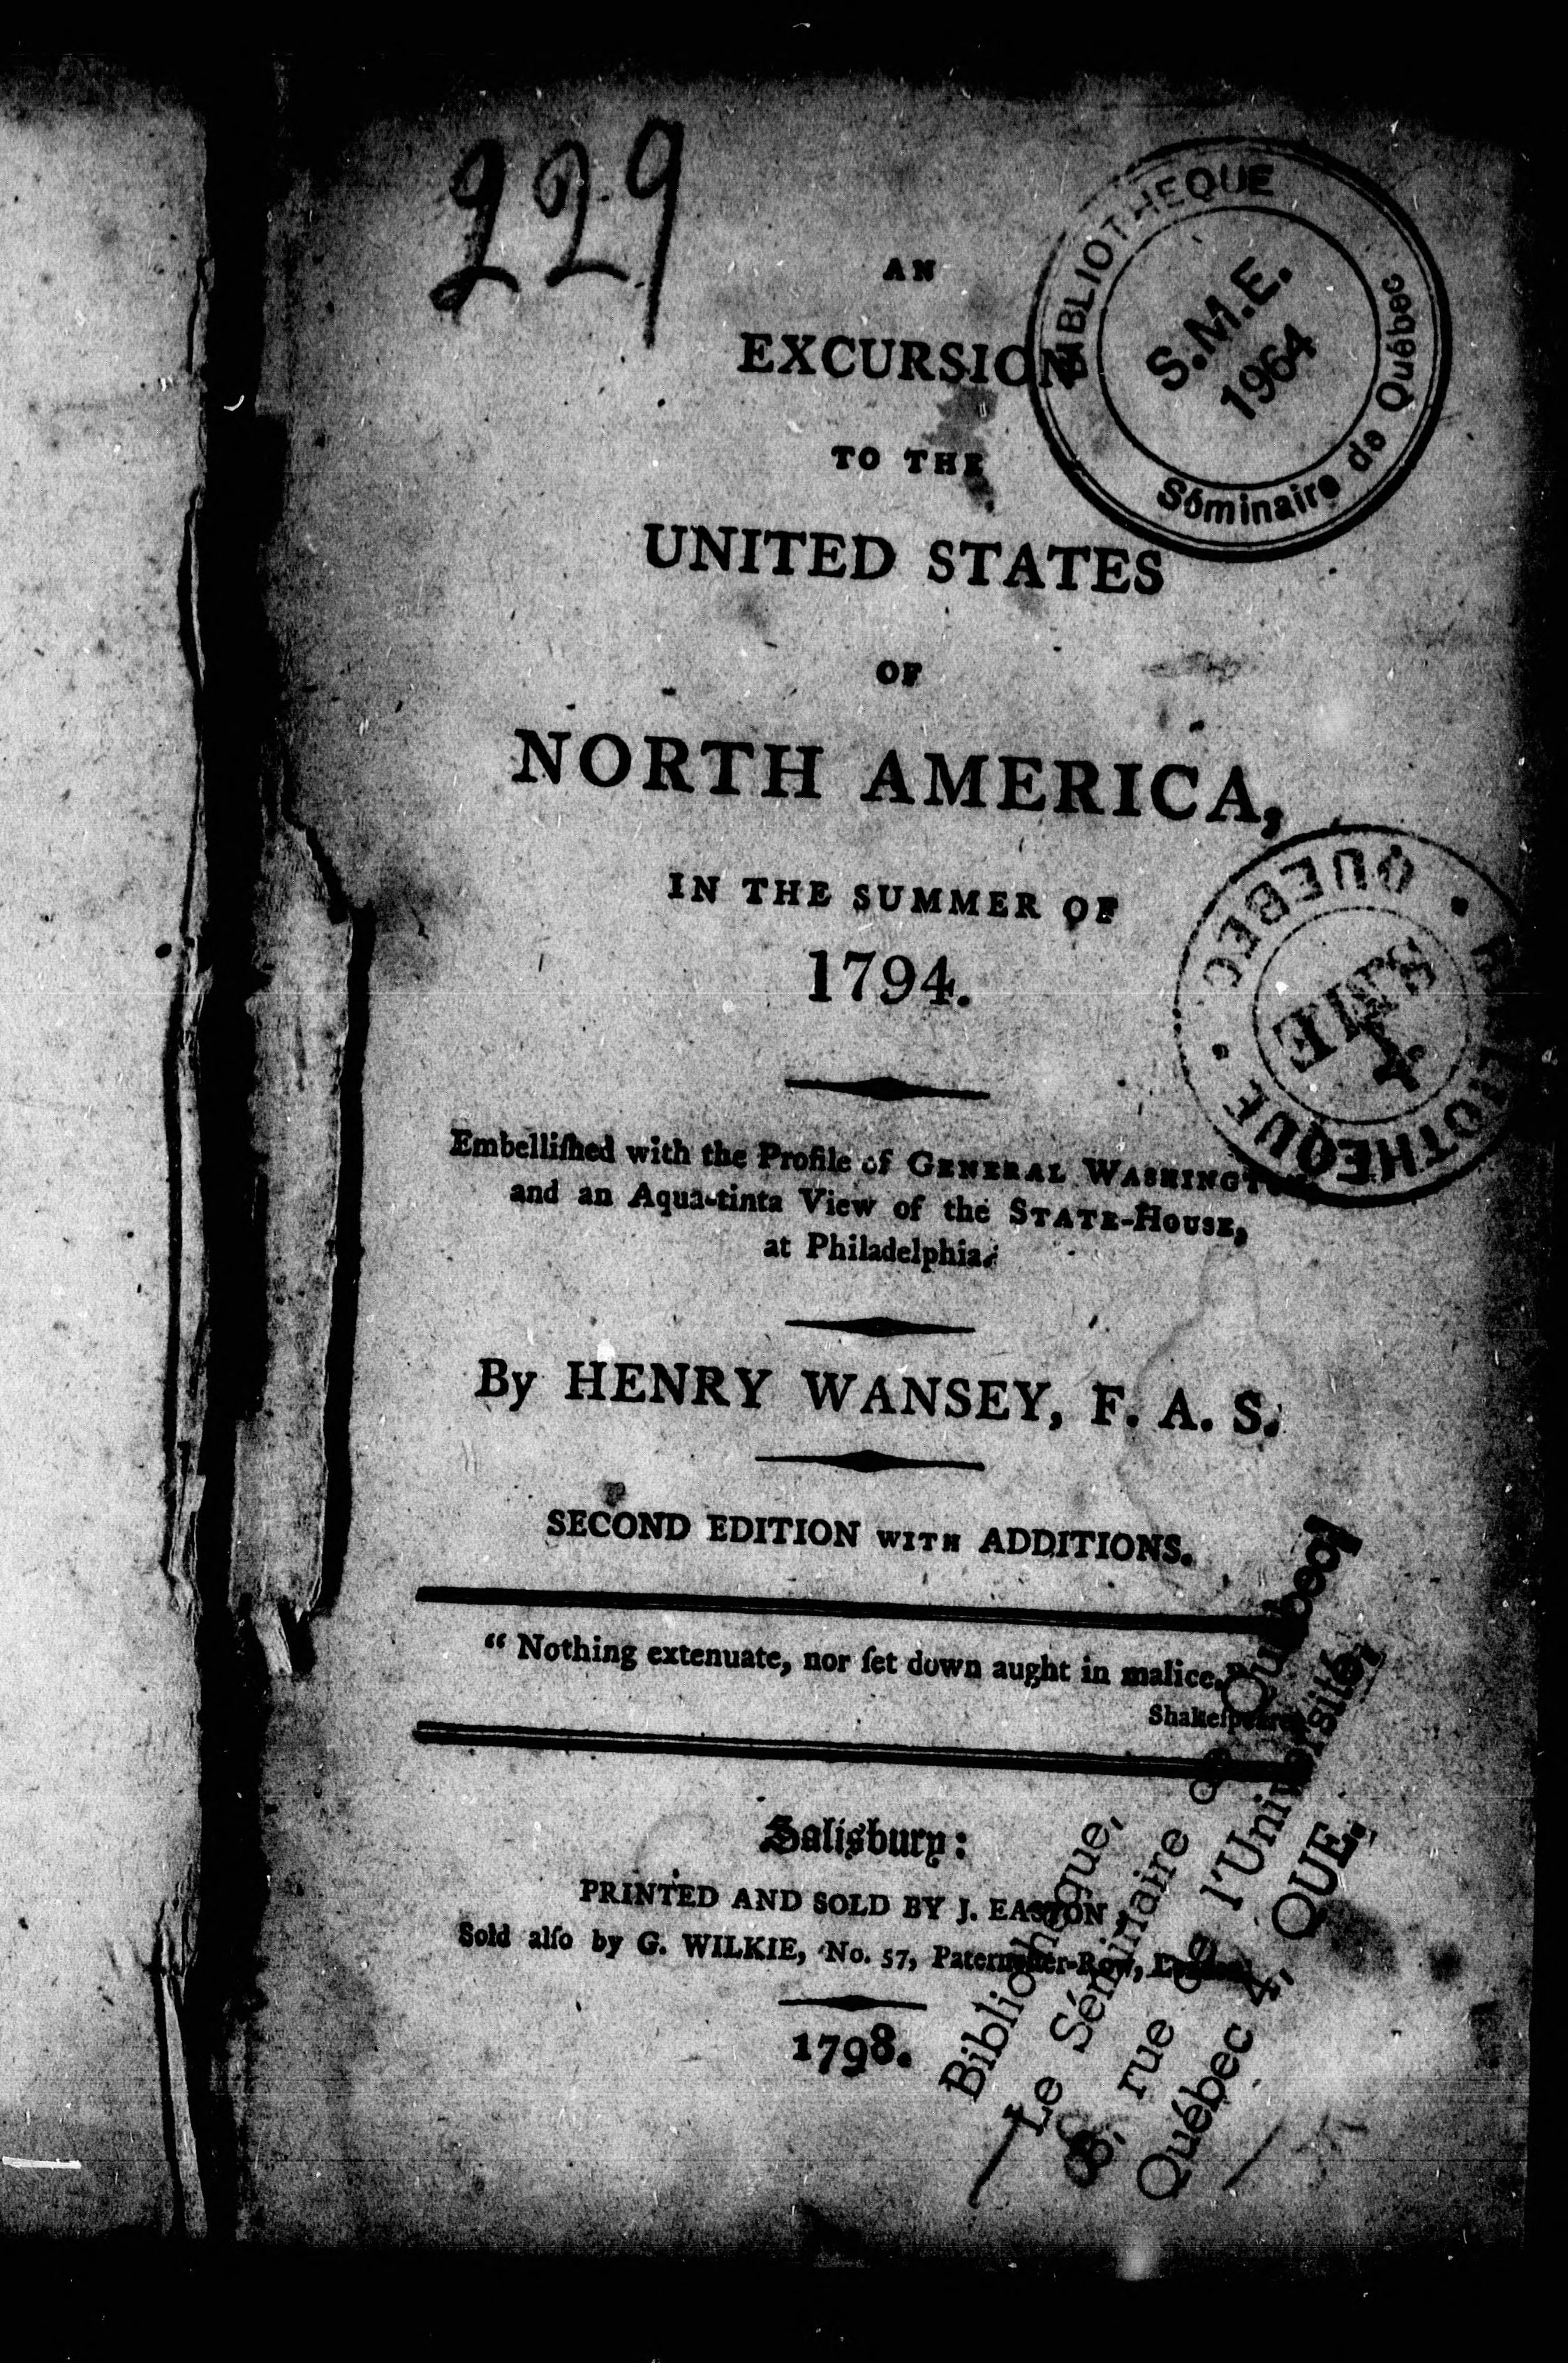 229
AN
EXCURSION
TO THE
UNITED STATES
OF
NORTH AMERICA,
IN THE SUMMER OF
1794.
Embelliſhed with the Profile of GENERAL WASHINGTON
and an Aqua-tinta View of the STATE-HOUSE,
at Philadelphia.
By HENRY WANSEY, F. A. S.
SECOND EDITION WITH ADDITIONS.
“ Nothing extenuate, nor ſet down aught in malice.”
Shakeſpeare
Salisbury:
PRINTED AND SOLD BY J. EASTON
Sold alſo by G. WILKIE, No. 57, Paternoſter-Row, London
1798.
BIBLIOTHEQUE
S.M.E.
1964
Séminaire de Québec
BIBLIOTHEQUE
QUEBEC
Bibliothèque,
Le Séminaire de Québec
rue de l'Université,
Québec 4, QUE.